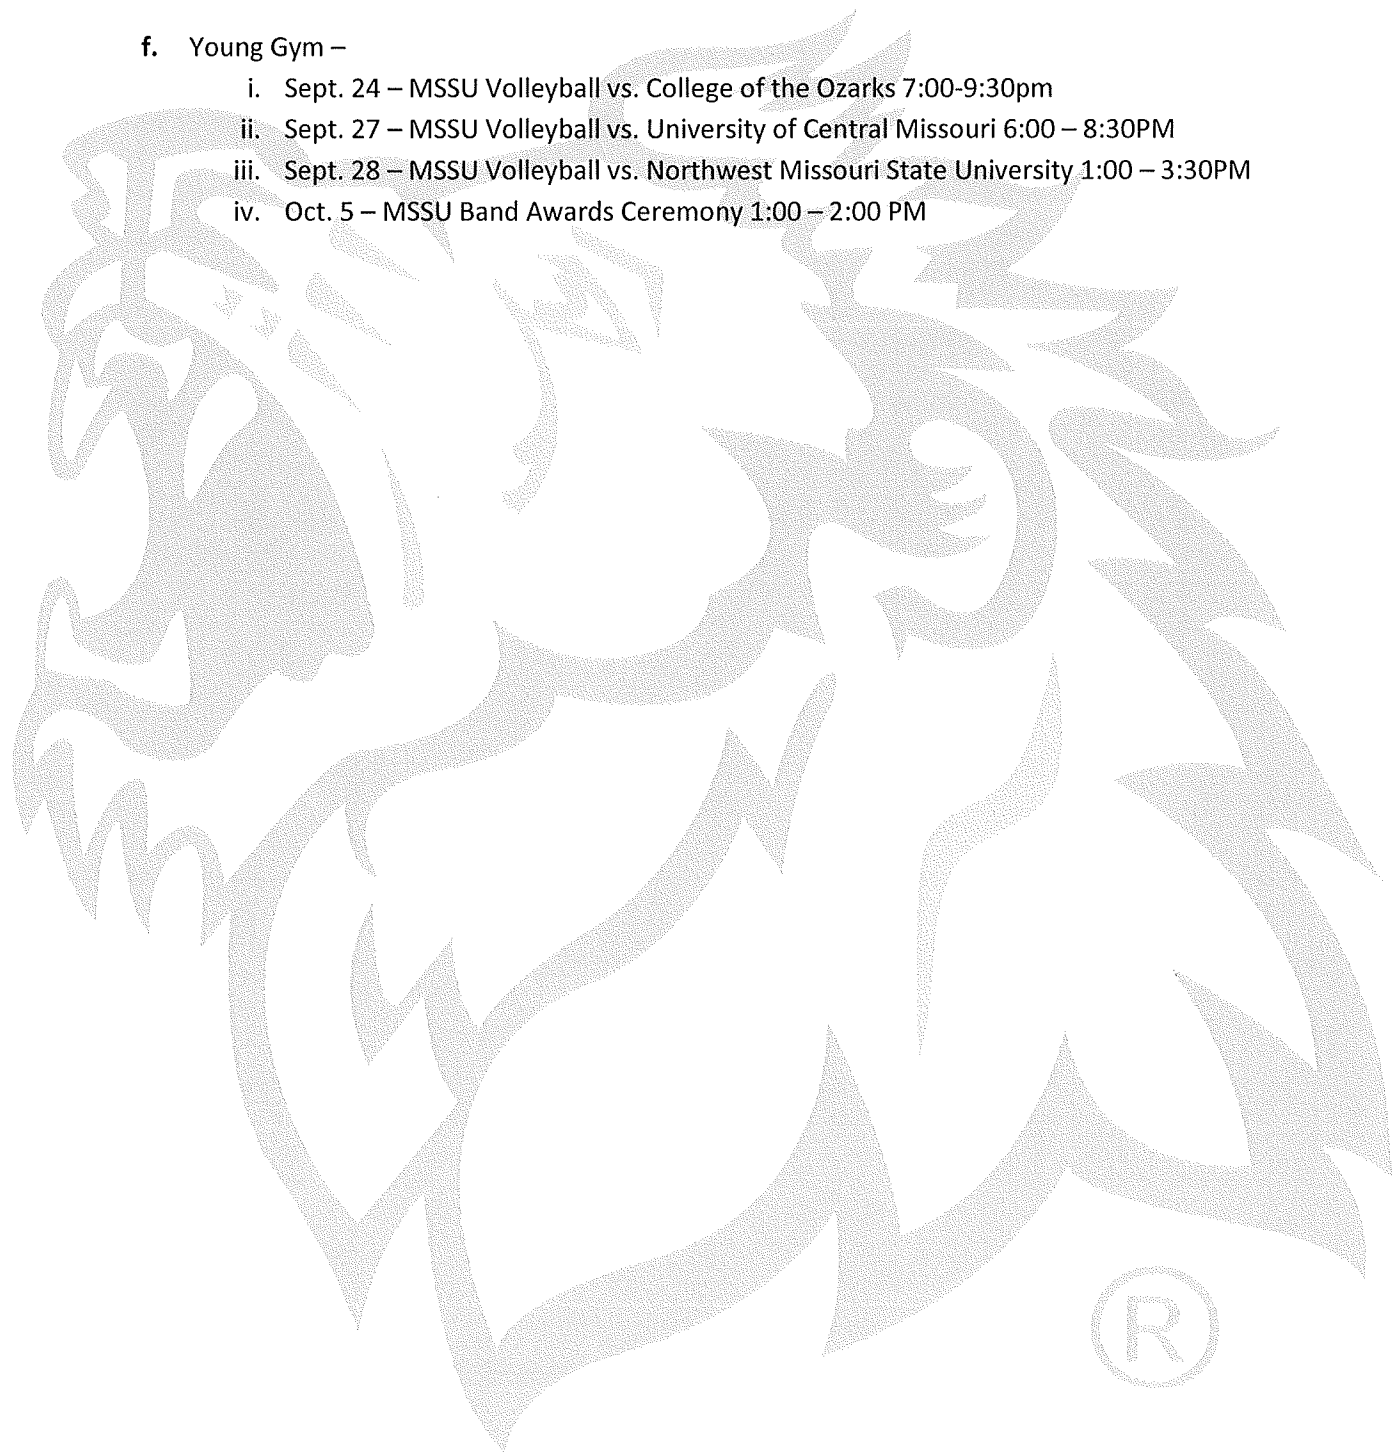 f. Young Gym –
i. Sept. 24 – MSSU Volleyball vs. College of the Ozarks 7:00-9:30pm
ii. Sept. 27 – MSSU Volleyball vs. University of Central Missouri 6:00 – 8:30PM
iii. Sept. 28 – MSSU Volleyball vs. Northwest Missouri State University 1:00 – 3:30PM
iv. Oct. 5 – MSSU Band Awards Ceremony 1:00 – 2:00 PM
®